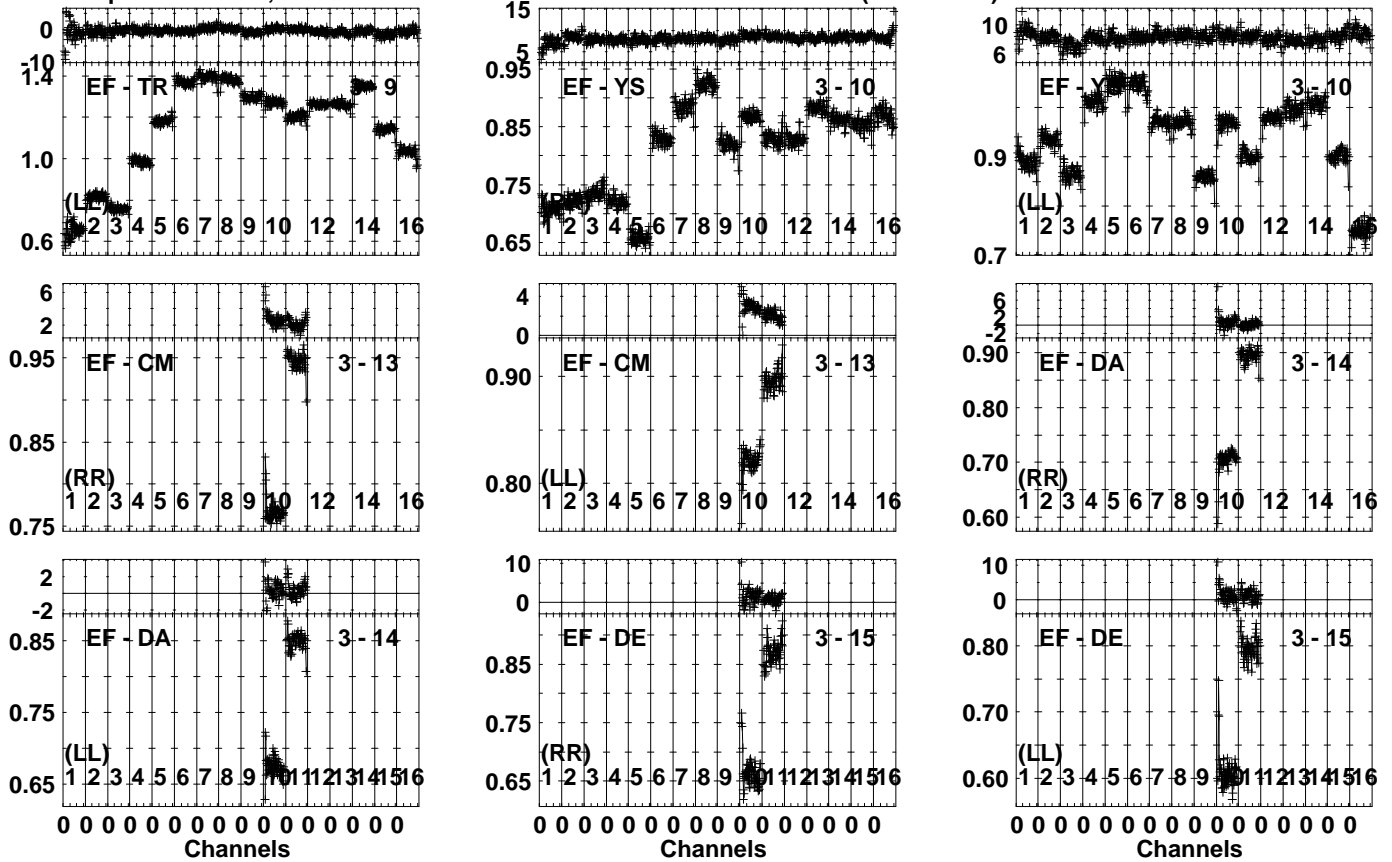 0 15 10
-10 5 6
1.4 EF - TR 9 0.95 EF - YS 3 - 10 EF - 3 - 10
1.0 0.85 0.9
(LL) 0.75 (LL)
2 3 4 5 6 7 8 9 10 11 12 14 16
1 2 3 4 5 6 7 8 9 10 11 12 14 16
1 2 3 4 5 6 7 8 9 10 11 12 14
0.6 0.65 0.7
6 4 6
2 0 2
-2
0.95 EF - CM 3 - 13 0.90 EF - CM 3 - 13 0.90 EF - DA 3 - 14
0.85 0.80
0.80 0.70
(RR) (LL) (RR)
1 2 3 4 5 6 7 8 9 10 11 12 14 16
1 2 3 4 5 6 7 8 9 10 11 12 14 16
1 2 3 4 5 6 7 8 9 10 11 12 14 16
0.75 0.60
2 10 10
-2 0 0
0.85 EF - DA 3 - 14 EF - DE 3 - 15 0.80 EF - DE 3 - 15
0.85
0.75 0.75 0.70
(LL) (RR) (LL)
1 2 3 4 5 6 7 8 9 10 11 12 13 14 15 16
1 2 3 4 5 6 7 8 9 10 11 12 13 14 15 16
1 2 3 4 5 6 7 8 9 10 11 12 13 14 15 16
0.65 0.65 0.60
0 0 0 0 0 0 0 0 0 0 0 0 0 0 0 0
0 0 0 0 0 0 0 0 0 0 0 0 0 0 0 0
0 0 0 0 0 0 0 0 0 0 0 0 0 0 0 0
Channels Channels Channels